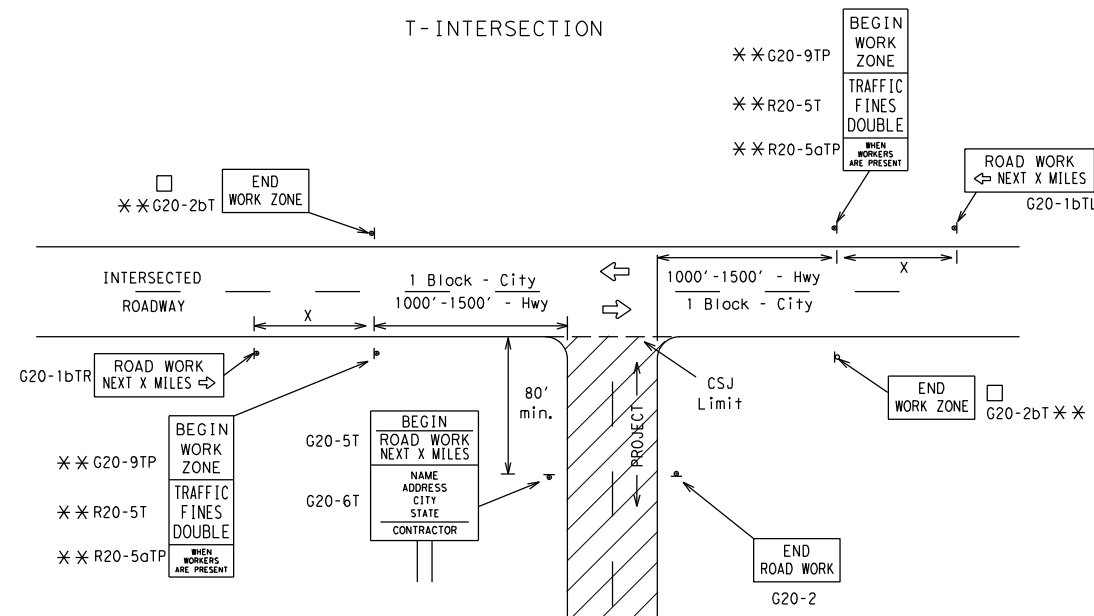 T-INTERSECTION
BEGIN
WORK
ZONE
TRAFFIC
FINES
DOUBLE
WHEN
WORKERS
ARE PRESENT
**G20-9TP
**R20-5T
**R20-5aTP
ROAD WORK
⇦ NEXT X MILES
G20-1bTL
END
WORK ZONE
□
**G20-2bT
INTERSECTED
ROADWAY
X
1 Block - City
1000'-1500' - Hwy
⇦
⇨
1000'-1500' - Hwy
1 Block - City
X
G20-1bTR
ROAD WORK
NEXT X MILES ⇨
80'
min.
PROJECT
CSJ
Limit
END
WORK ZONE
□
G20-2bT **
BEGIN
WORK
ZONE
TRAFFIC
FINES
DOUBLE
WHEN
WORKERS
ARE PRESENT
**G20-9TP
**R20-5T
**R20-5aTP
G20-5T
G20-6T
BEGIN
ROAD WORK
NEXT X MILES
NAME
ADDRESS
CITY
STATE
CONTRACTOR
END
ROAD WORK
G20-2